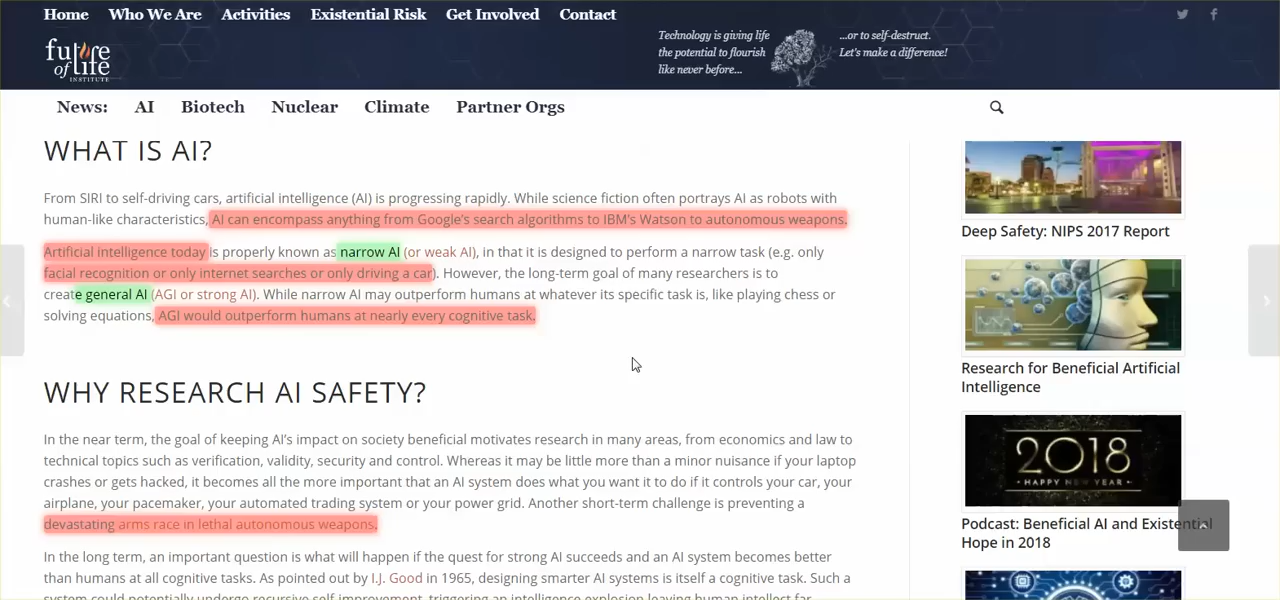 Home Who We Are Activities Existential Risk Get Involved Contact
future of life INSTITUTE
Technology is giving life
the potential to flourish
like never before...
...or to self-destruct.
Let's make a difference!
News: AI Biotech Nuclear Climate Partner Orgs
WHAT IS AI?
From SIRI to self-driving cars, artificial intelligence (AI) is progressing rapidly. While science fiction often portrays AI as robots with
human-like characteristics, AI can encompass anything from Google's search algorithms to IBM's Watson to autonomous weapons.
Artificial intelligence today is properly known as narrow AI (or weak AI), in that it is designed to perform a narrow task (e.g. only
facial recognition or only internet searches or only driving a car). However, the long-term goal of many researchers is to
create general AI (AGI or strong AI). While narrow AI may outperform humans at whatever its specific task is, like playing chess or
solving equations, AGI would outperform humans at nearly every cognitive task.
WHY RESEARCH AI SAFETY?
In the near term, the goal of keeping AI's impact on society beneficial motivates research in many areas, from economics and law to
technical topics such as verification, validity, security and control. Whereas it may be little more than a minor nuisance if your laptop
crashes or gets hacked, it becomes all the more important that an AI system does what you want it to do if it controls your car, your
airplane, your pacemaker, your automated trading system or your power grid. Another short-term challenge is preventing a
devastating arms race in lethal autonomous weapons.
In the long term, an important question is what will happen if the quest for strong AI succeeds and an AI system becomes better
than humans at all cognitive tasks. As pointed out by I.J. Good in 1965, designing smarter AI systems is itself a cognitive task. Such a
system could potentially undergo recursive self-improvement, triggering an intelligence explosion leaving human intellect far
Deep Safety: NIPS 2017 Report
Research for Beneficial Artificial
Intelligence
2018
HAPPY NEW YEAR
Podcast: Beneficial AI and Existential
Hope in 2018